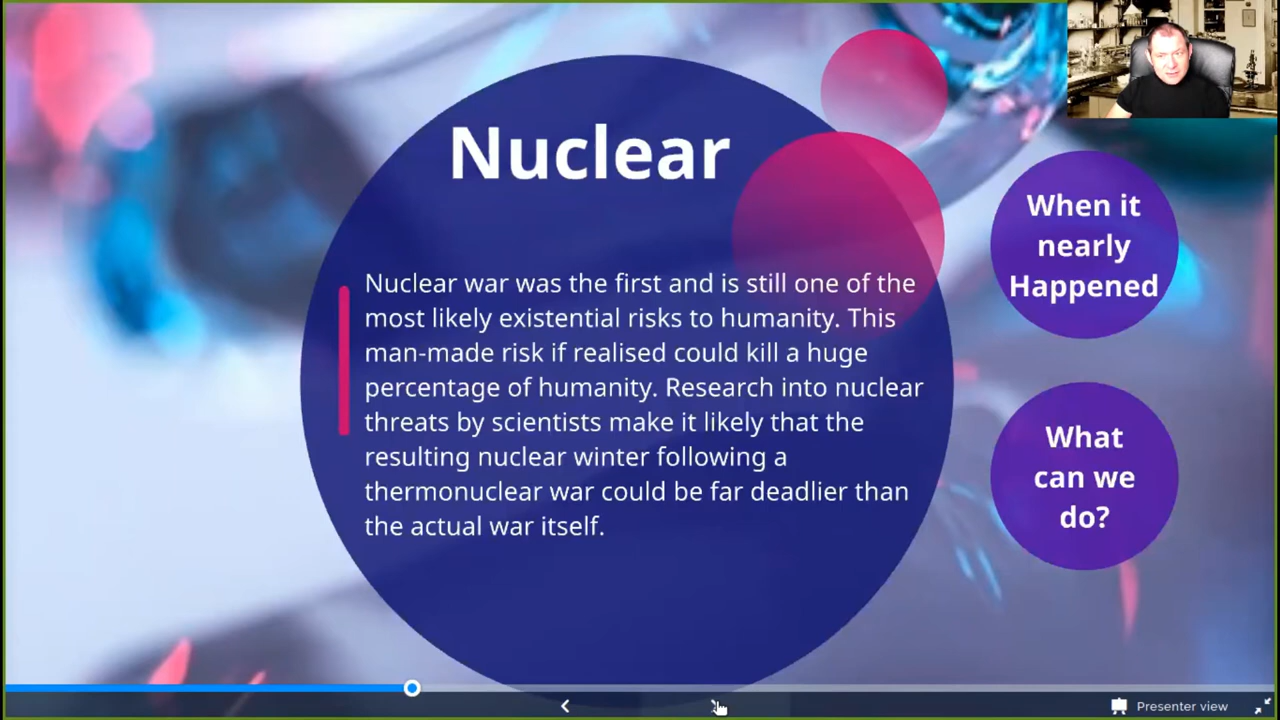 Nuclear
Nuclear war was the first and is still one of the
most likely existential risks to humanity. This
man-made risk if realised could kill a huge
percentage of humanity. Research into nuclear
threats by scientists make it likely that the
resulting nuclear winter following a
thermonuclear war could be far deadlier than
the actual war itself.
When it
nearly
Happened
What
can we
do?
Presenter view